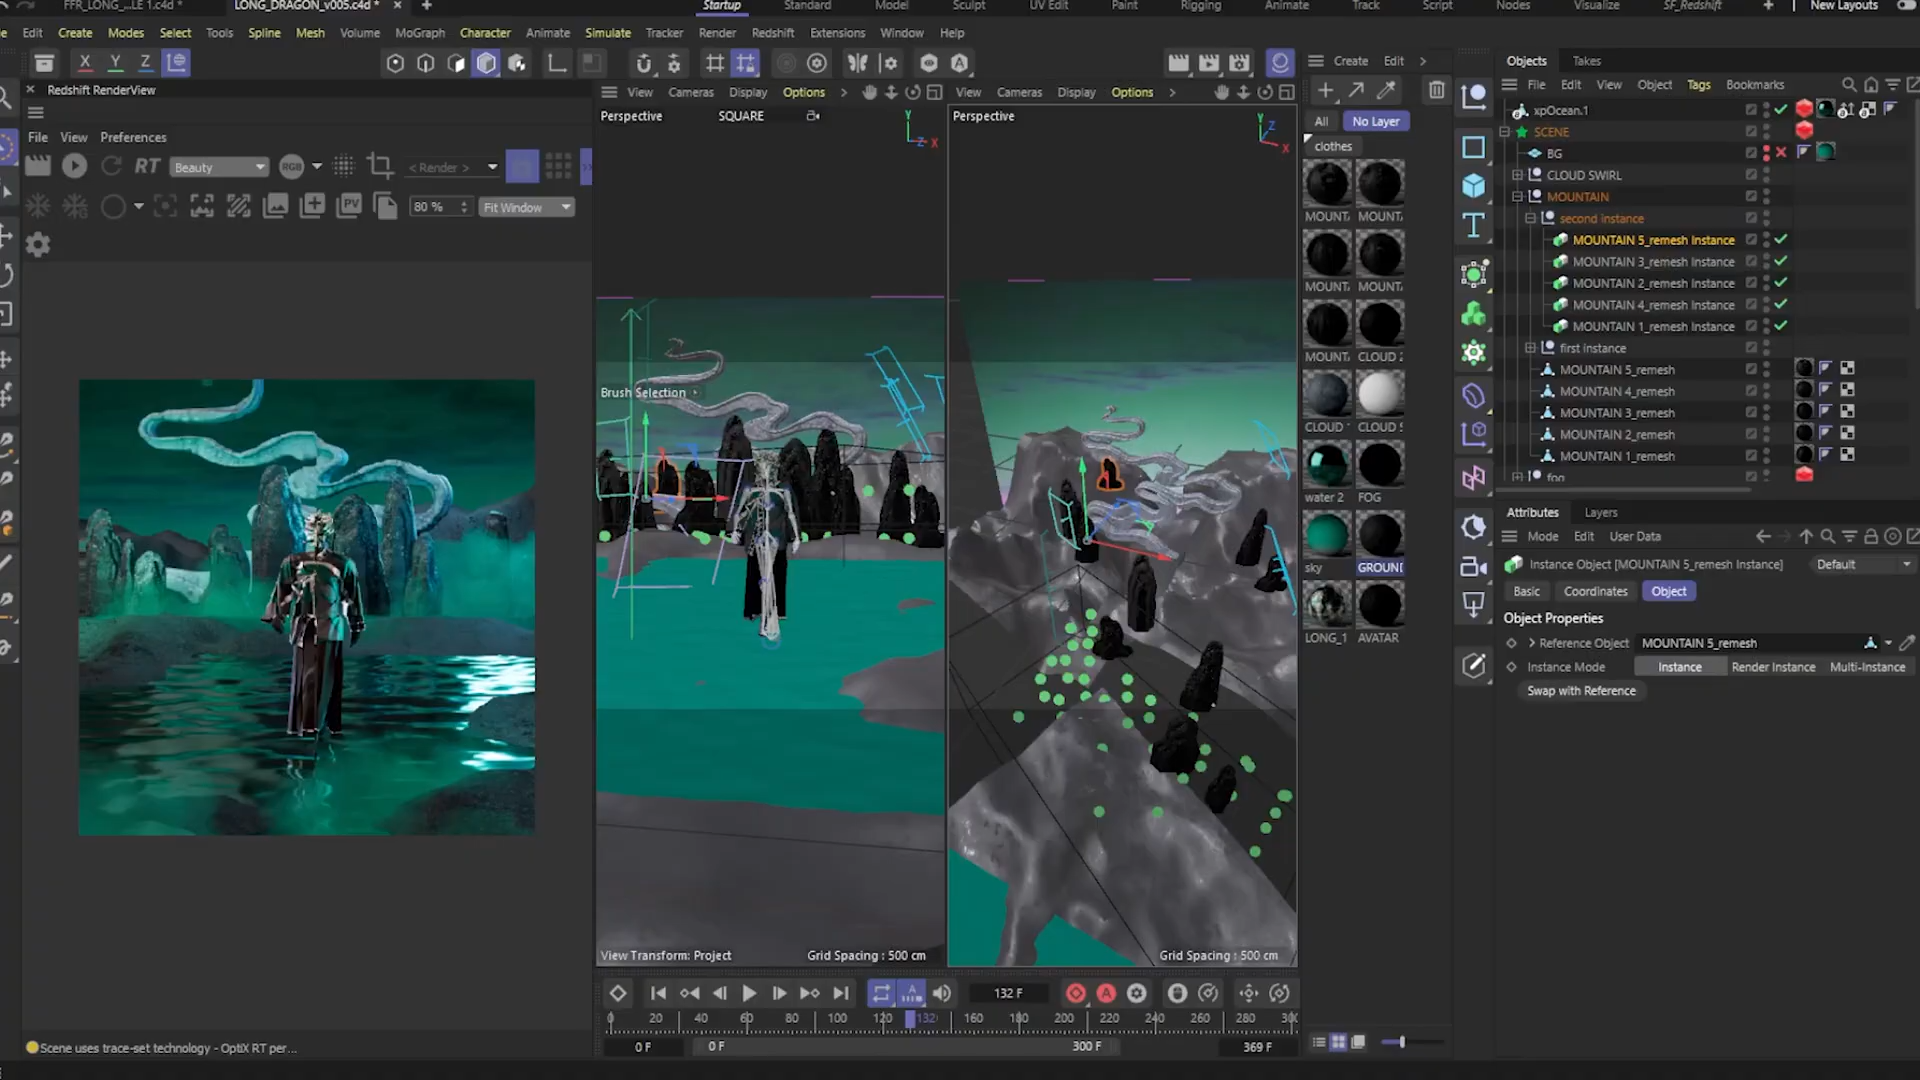 FFR_LONG_...LE 1.c4d *
LONG_DRAGON_v005.c4d *
Startup
Standard
Model
Sculpt
UV Edit
Paint
Rigging
Animate
Track
Script
Nodes
Visualize
SF_Redshift
New Layouts
Edit Create Modes Select Tools Spline Mesh Volume MoGraph Character Animate Simulate Tracker Render Redshift Extensions Window Help
X Y Z
Redshift RenderView
File View Preferences
RT Beauty RGB < Render >
PV 80 % Fit Window
Scene uses trace-set technology - OptiX RT per...
View Cameras Display Options
Perspective SQUARE
Y
Z X
Brush Selection
View Transform: Project Grid Spacing : 500 cm
View Cameras Display Options
Perspective
Y
Z
X
Grid Spacing : 500 cm
132 F
0 20 40 60 80 100 120 132 160 180 200 220 240 260 280 30
0 F 0 F 300 F 369 F
Create Edit
All No Layer
clothes
MOUNT MOUNT
MOUNT MOUNT
MOUNT CLOUD 2
CLOUD CLOUD
water 2 FOG
sky GROUND
LONG_1 AVATAR
Objects Takes
File Edit View Object Tags Bookmarks
xpOcean.1
SCENE
BG
CLOUD SWIRL
MOUNTAIN
second instance
MOUNTAIN 5_remesh Instance
MOUNTAIN 3_remesh Instance
MOUNTAIN 2_remesh Instance
MOUNTAIN 4_remesh Instance
MOUNTAIN 1_remesh Instance
first instance
MOUNTAIN 5_remesh
MOUNTAIN 4_remesh
MOUNTAIN 3_remesh
MOUNTAIN 2_remesh
MOUNTAIN 1_remesh
fog
Attributes Layers
Mode Edit User Data
Instance Object [MOUNTAIN 5_remesh Instance] Default
Basic Coordinates Object
Object Properties
Reference Object MOUNTAIN 5_remesh
Instance Mode Instance Render Instance Multi-Instance
Swap with Reference